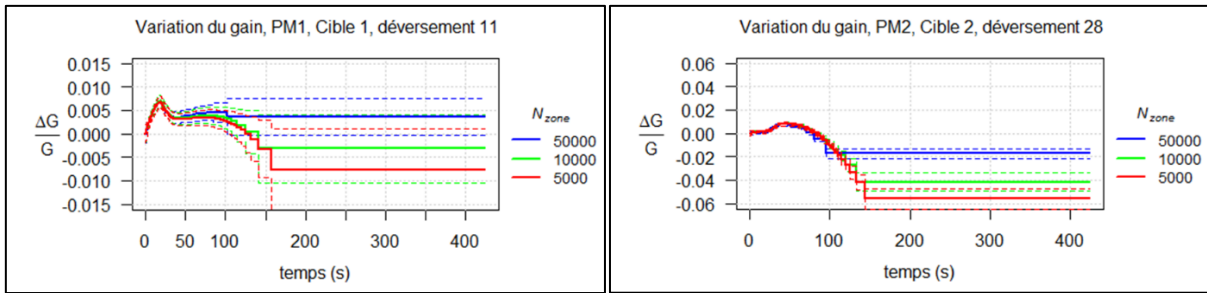 Variation du gain, PM1, Cible 1, déversement 11
0.015
0.010
0.005
0.000
-0.005
-0.010
-0.015
ΔG
G
0 50 100 200 300 400
temps (s)
N zone
50000
10000
5000
Variation du gain, PM2, Cible 2, déversement 28
0.06
0.04
0.02
0.00
-0.02
-0.04
-0.06
ΔG
G
0 100 200 300 400
temps (s)
N zone
50000
10000
5000